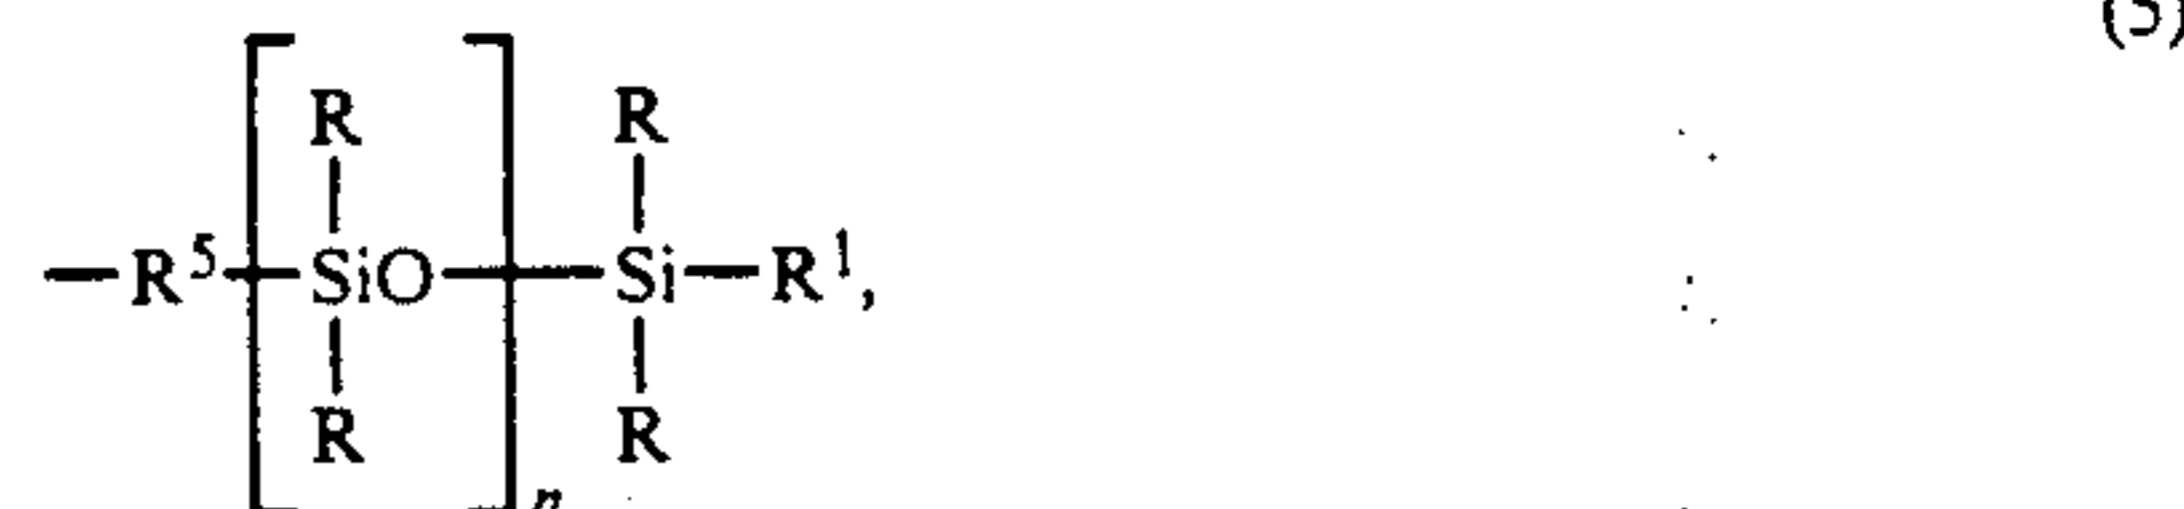 (5)
R R
—R⁵—SiO—Si—R¹,
R R
n